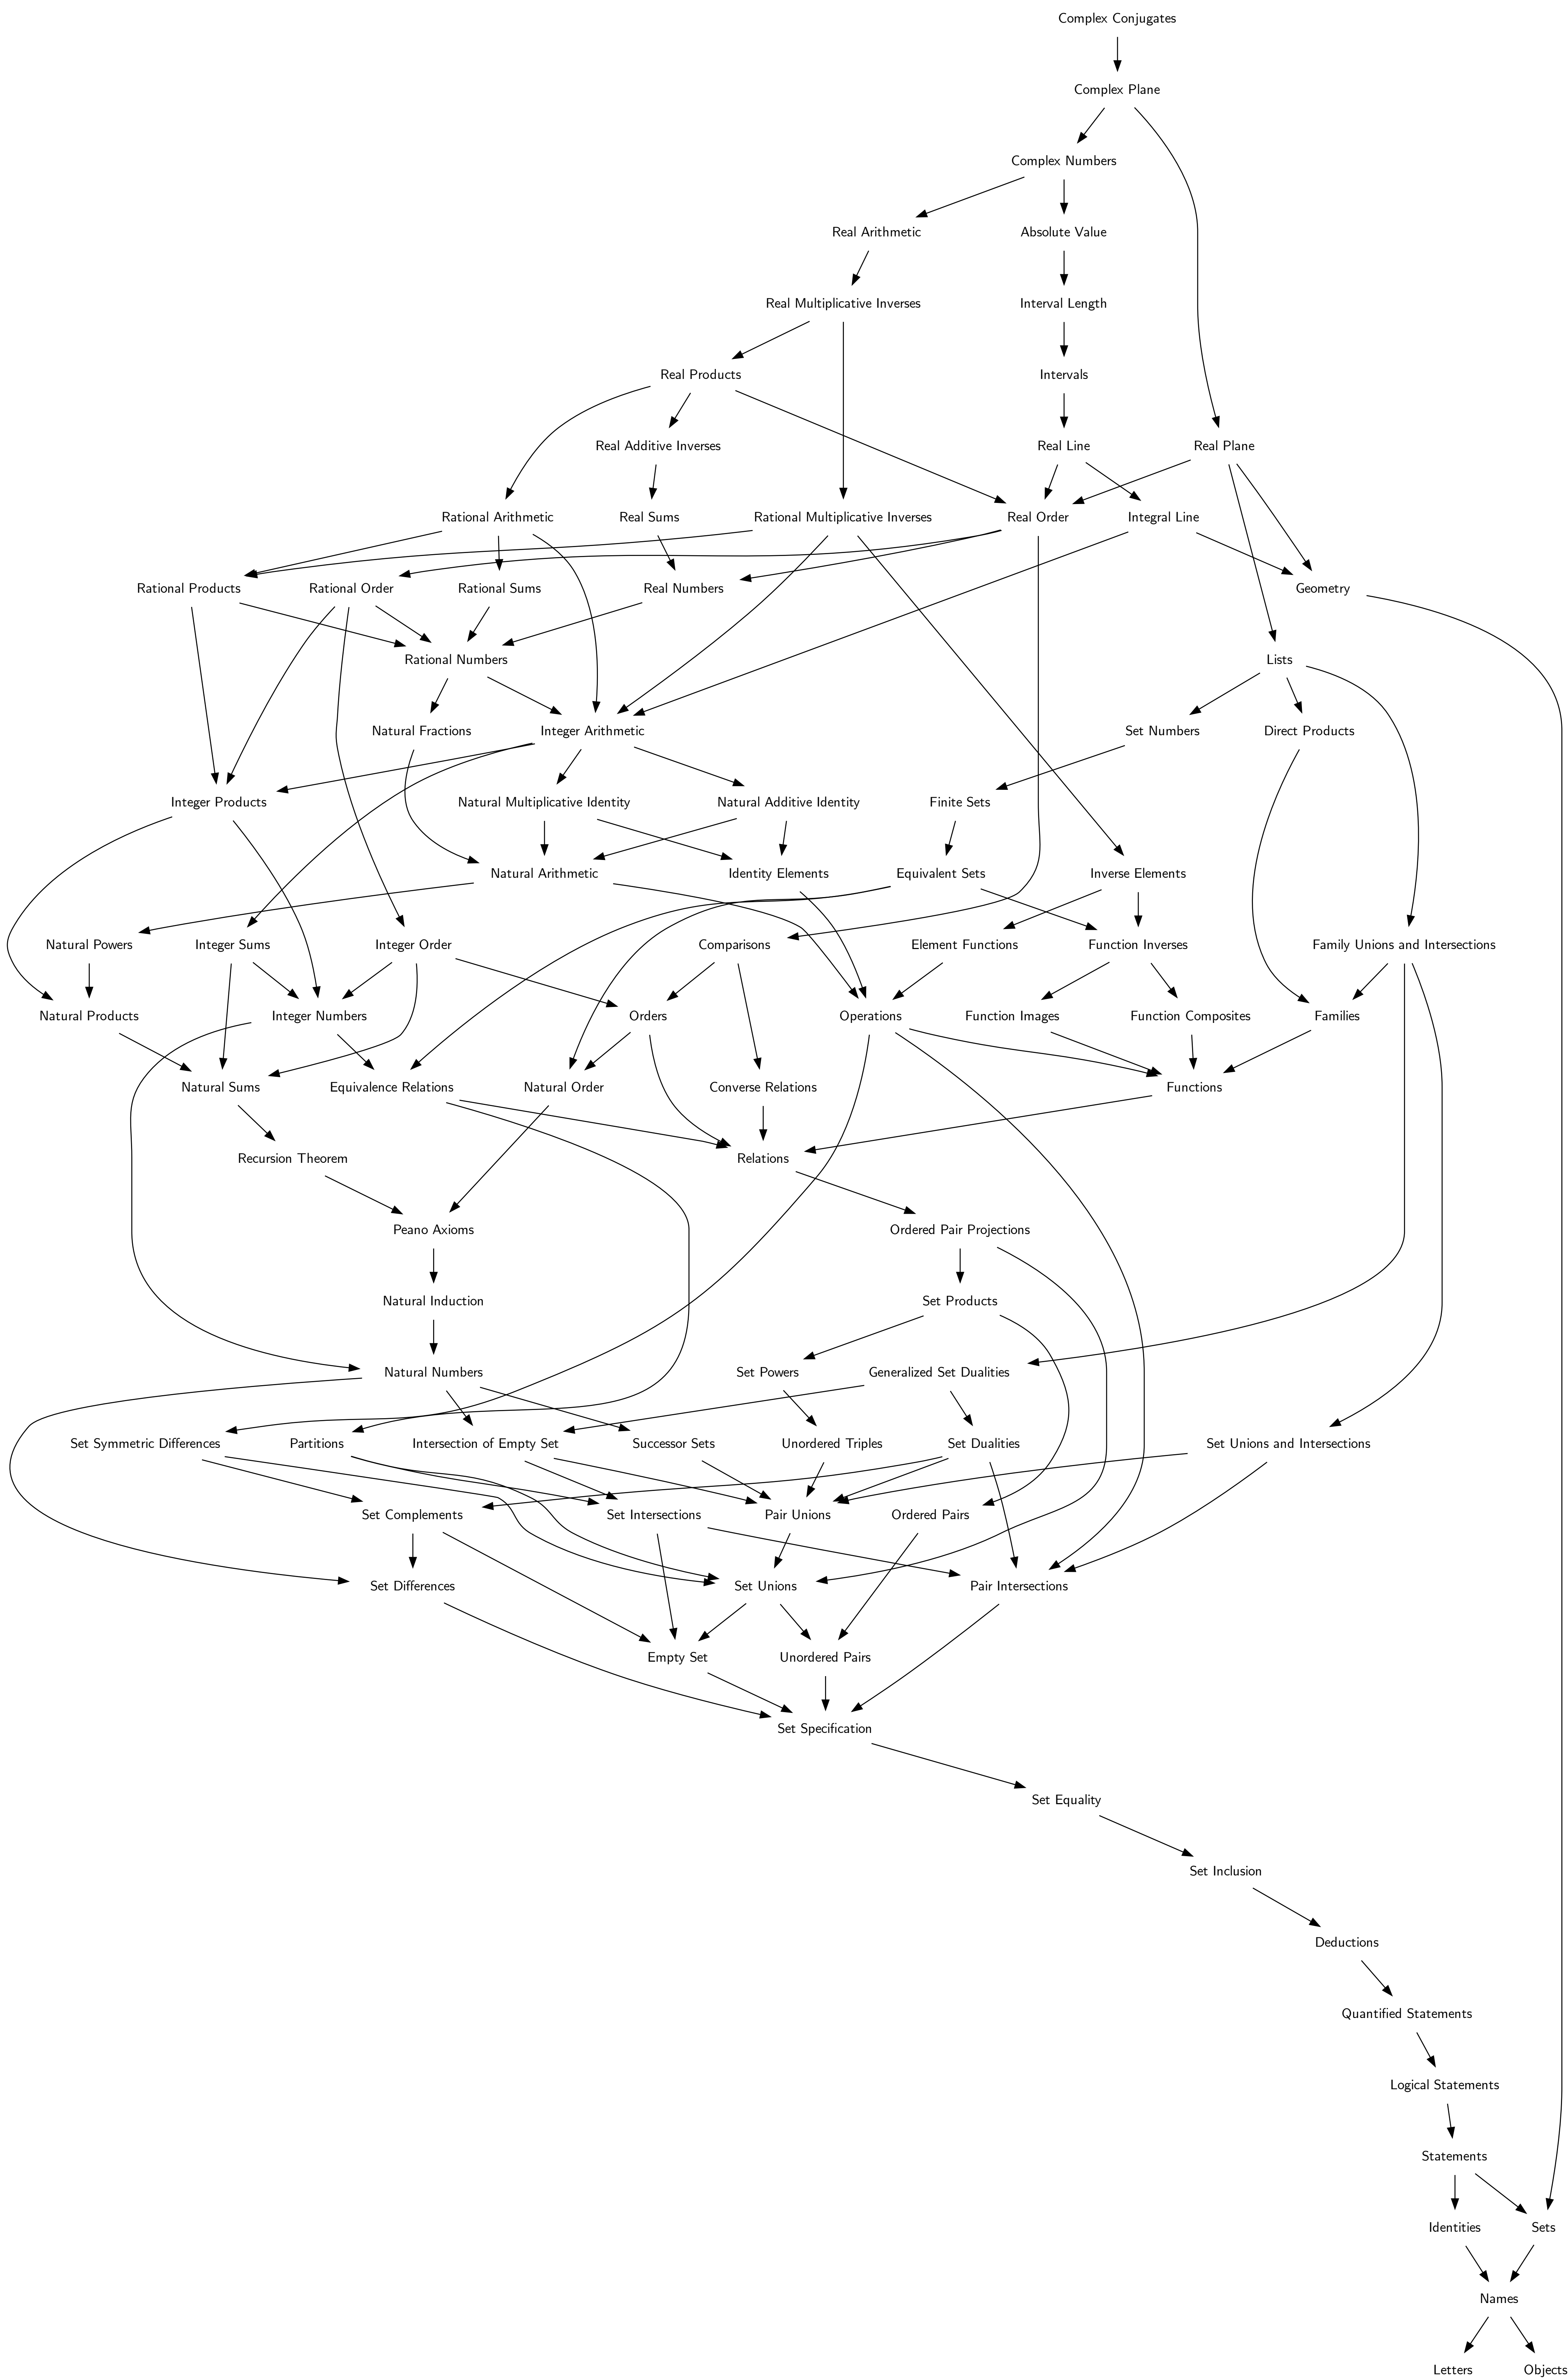 Complex Conjugates
Complex Plane
Complex Numbers
Real Arithmetic
Absolute Value
Real Multiplicative Inverses
Interval Length
Real Products
Intervals
Real Additive Inverses
Real Line
Real Plane
Rational Arithmetic
Real Sums
Rational Multiplicative Inverses
Real Order
Integral Line
Rational Products
Rational Order
Rational Sums
Real Numbers
Geometry
Rational Numbers
Lists
Natural Fractions
Integer Arithmetic
Set Numbers
Direct Products
Integer Products
Natural Multiplicative Identity
Natural Additive Identity
Finite Sets
Natural Arithmetic
Identity Elements
Equivalent Sets
Inverse Elements
Natural Powers
Integer Sums
Integer Order
Comparisons
Element Functions
Function Inverses
Family Unions and Intersections
Natural Products
Integer Numbers
Orders
Operations
Function Images
Function Composites
Families
Natural Sums
Equivalence Relations
Natural Order
Converse Relations
Functions
Recursion Theorem
Relations
Peano Axioms
Ordered Pair Projections
Natural Induction
Set Products
Natural Numbers
Set Powers
Generalized Set Dualities
Set Symmetric Differences
Partitions
Intersection of Empty Set
Successor Sets
Unordered Triples
Set Dualities
Set Unions and Intersections
Set Complements
Set Intersections
Pair Unions
Ordered Pairs
Set Differences
Set Unions
Pair Intersections
Empty Set
Unordered Pairs
Set Specification
Set Equality
Set Inclusion
Deductions
Quantified Statements
Logical Statements
Statements
Identities
Sets
Names
Letters
Objects